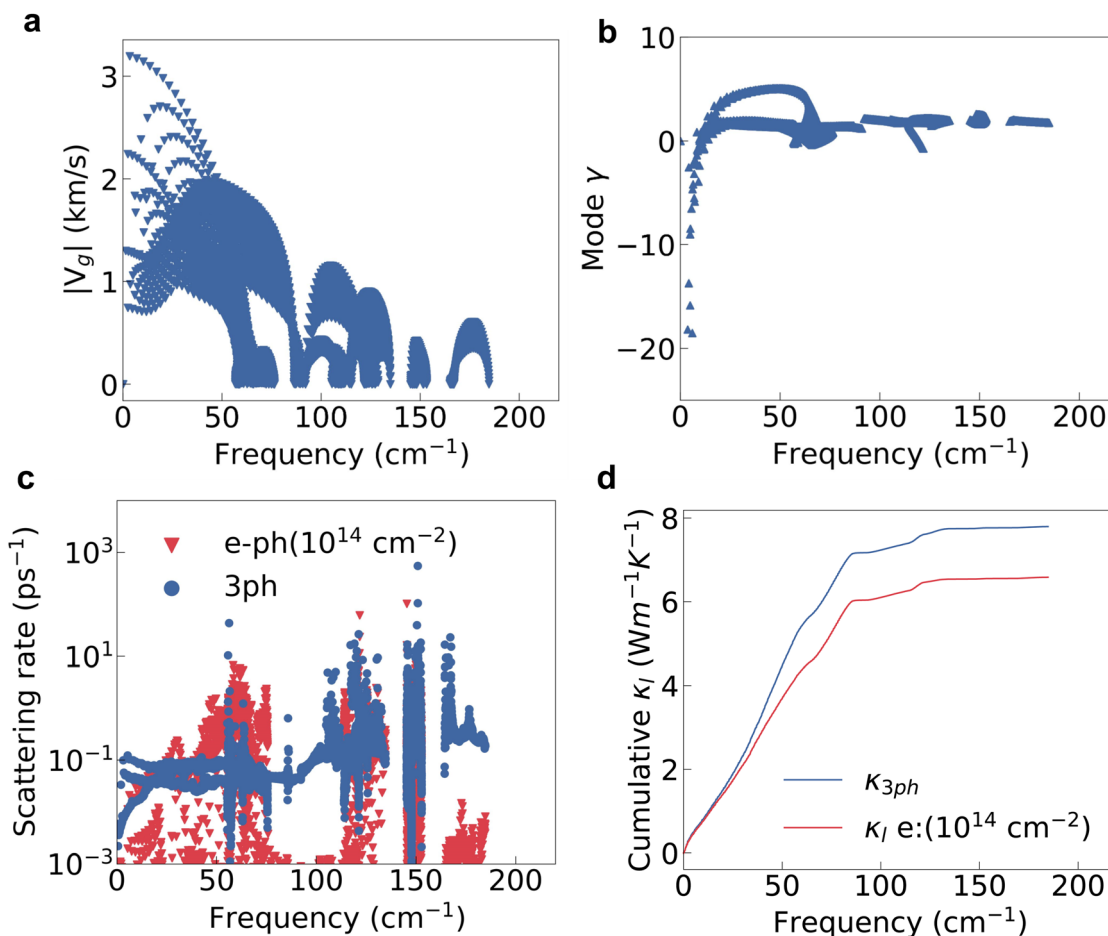 a
|V_g| (km/s)
3
2
1
0
0 50 100 150 200
Frequency (cm⁻¹)
b
Mode γ
10
0
−10
−20
0 50 100 150 200
Frequency (cm⁻¹)
c
Scattering rate (ps⁻¹)
10³
10¹
10⁻¹
10⁻³
e-ph(10¹⁴ cm⁻²)
3ph
0 50 100 150 200
Frequency (cm⁻¹)
d
Cumulative κ_l (Wm⁻¹K⁻¹)
8
6
4
2
0
κ_3ph
κ_l e:(10¹⁴ cm⁻²)
0 50 100 150 200
Frequency (cm⁻¹)